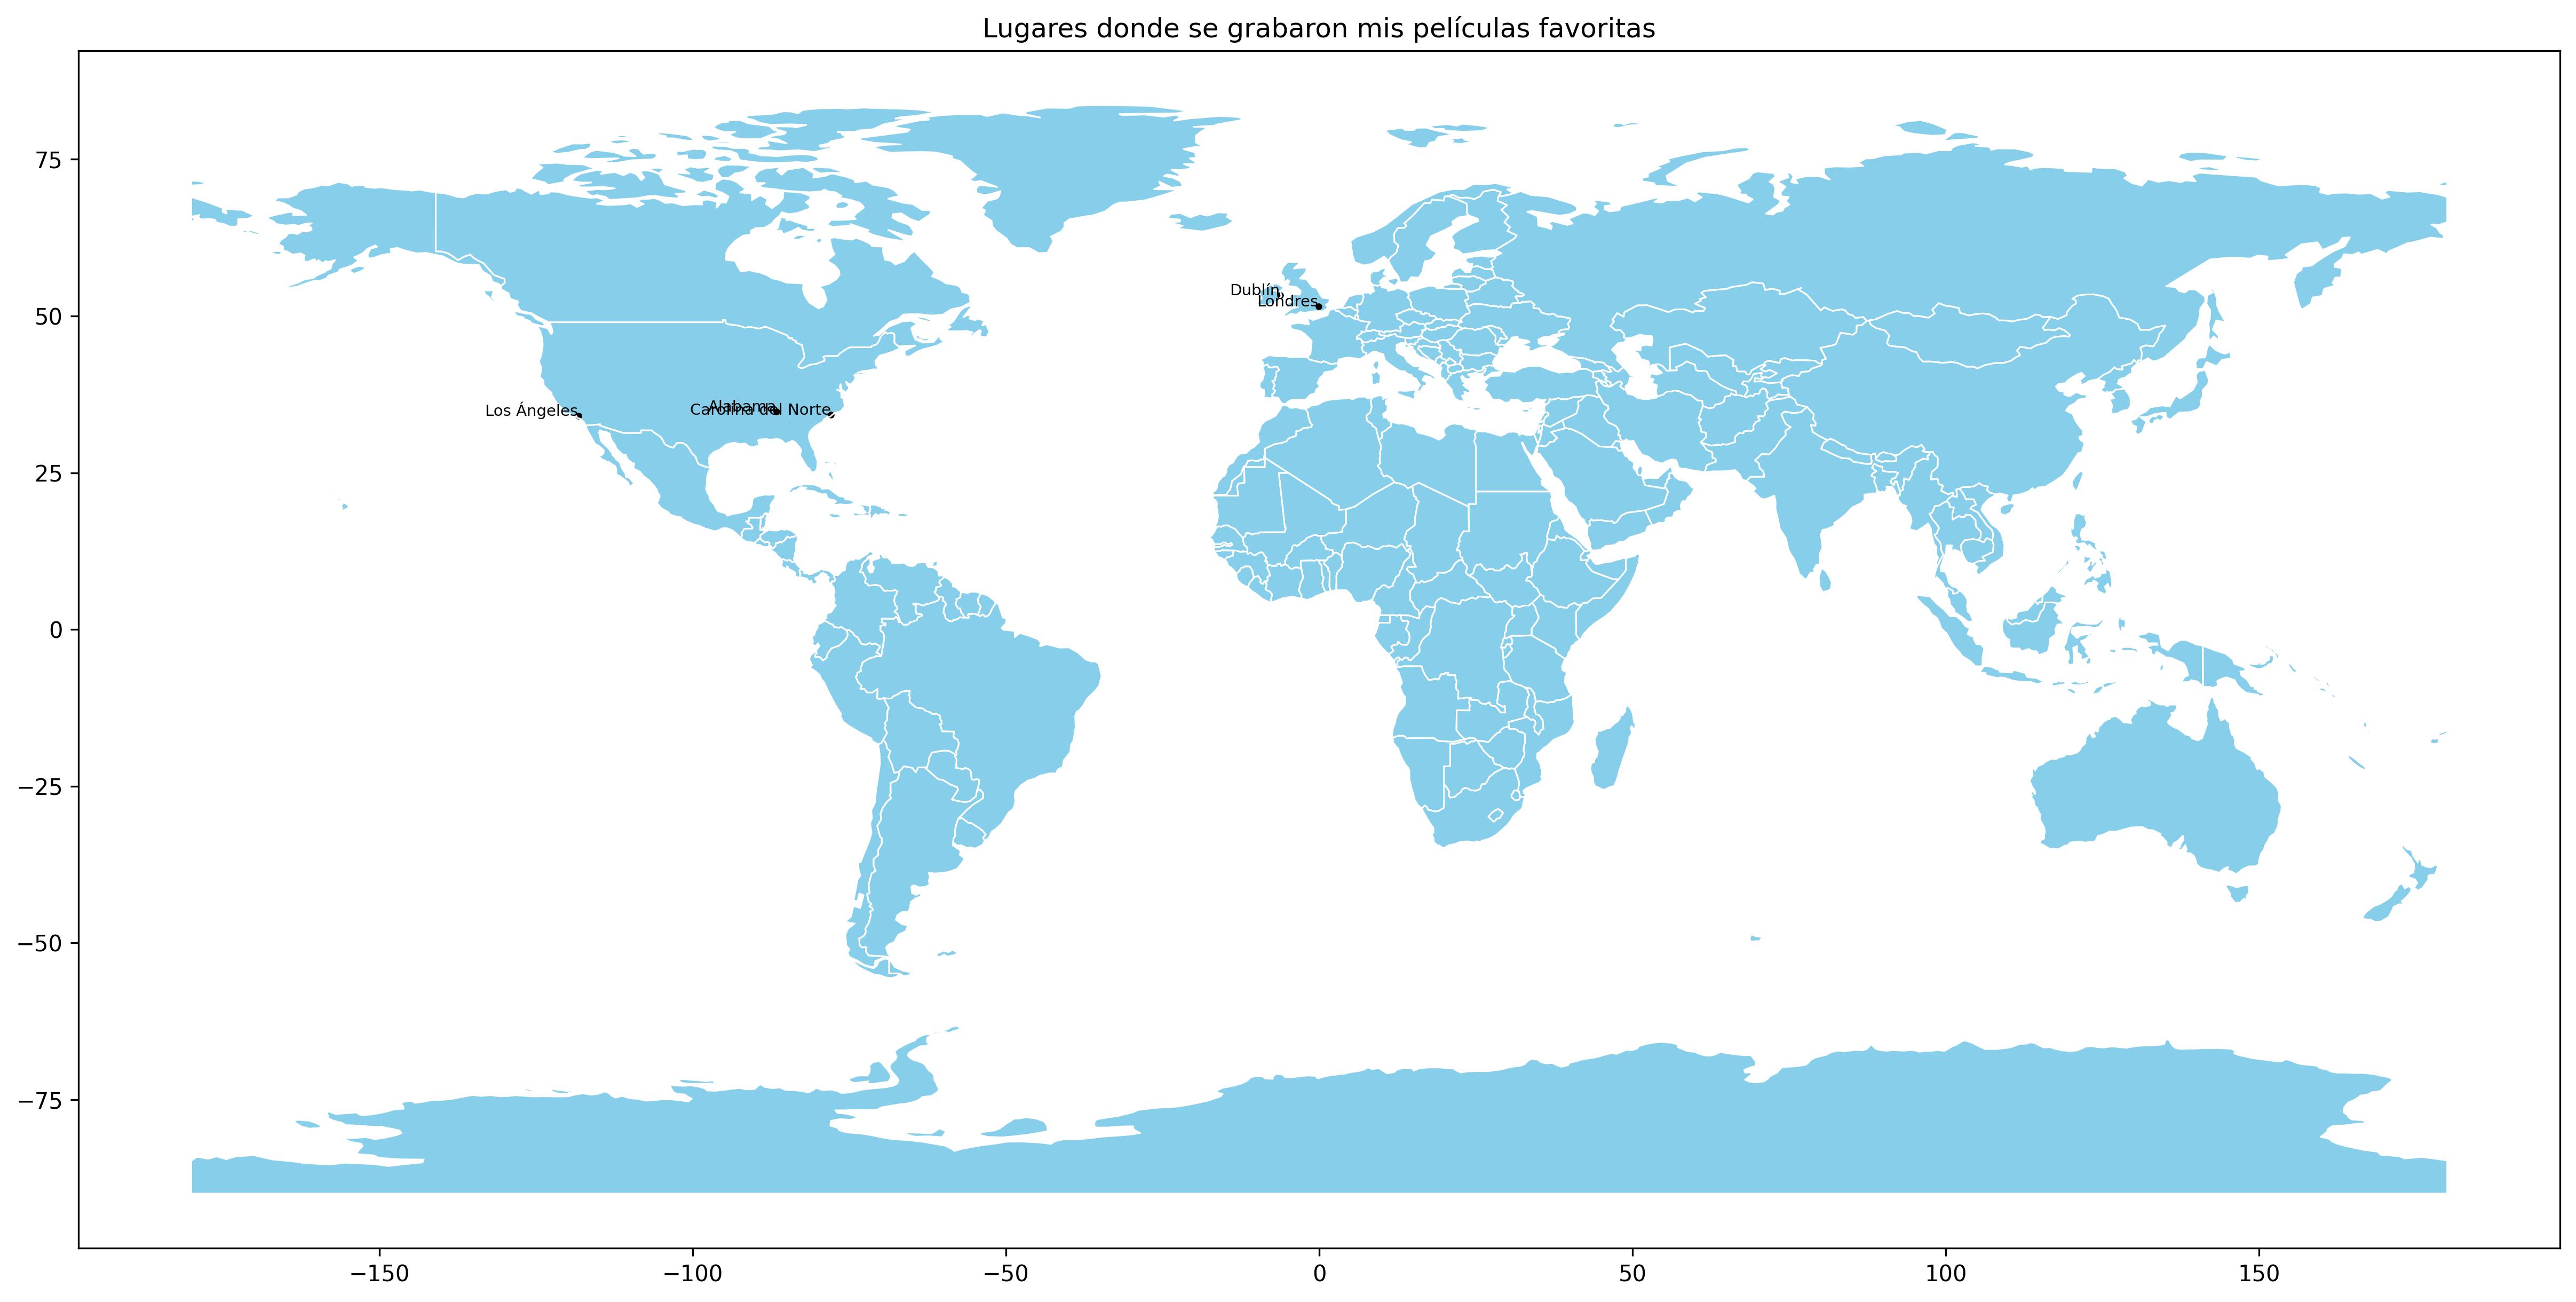 Lugares donde se grabaron mis películas favoritas
75
50
25
0
−25
−50
−75
Dublín
Londres
Los Ángeles
Alabama
Carolina del Norte
−150
−100
−50
0
50
100
150